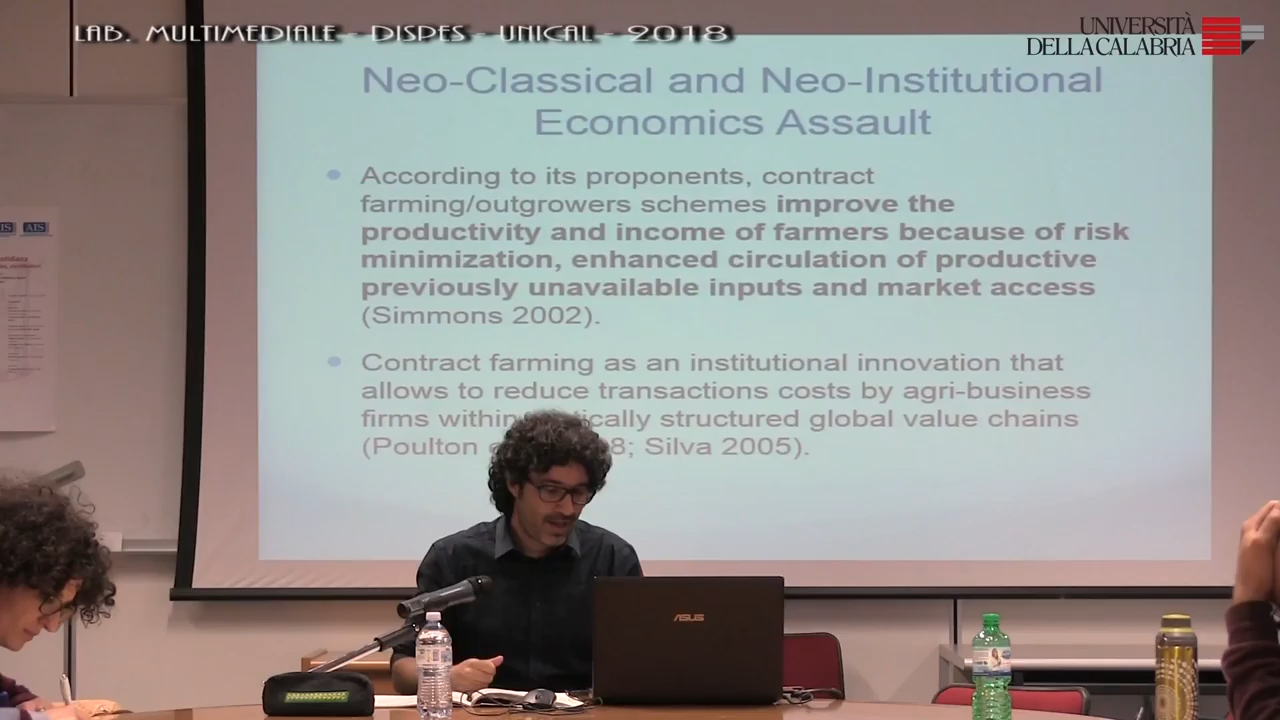 LAB. MULTIMEDIALE - DISPES - UNICAL - 2018
UNIVERSITÀ
DELLA CALABRIA
Neo-Classical and Neo-Institutional
Economics Assault
According to its proponents, contract
farming/outgrowers schemes improve the
productivity and income of farmers because of risk
minimization, enhanced circulation of productive
previously unavailable inputs and market access
(Simmons 2002).
Contract farming as an institutional innovation that
allows to reduce transactions costs by agri-business
firms within structured global value chains
(Poulton Silva 2005).
AIS
ASUS